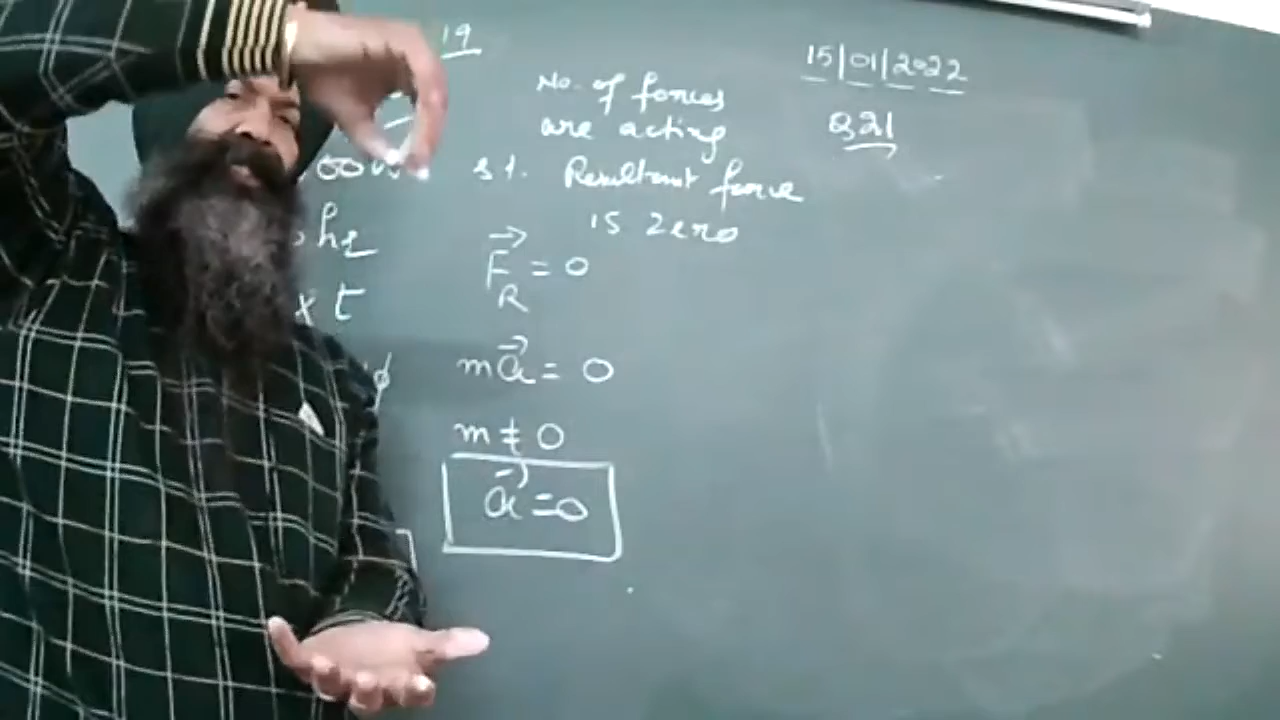 19
No. of forces
are acting
s t. Resultant force
is zero
F⃗_R = 0
ma⃗ = 0
m ≠ 0
a⃗ = 0
15|01|2022
Q21
x t